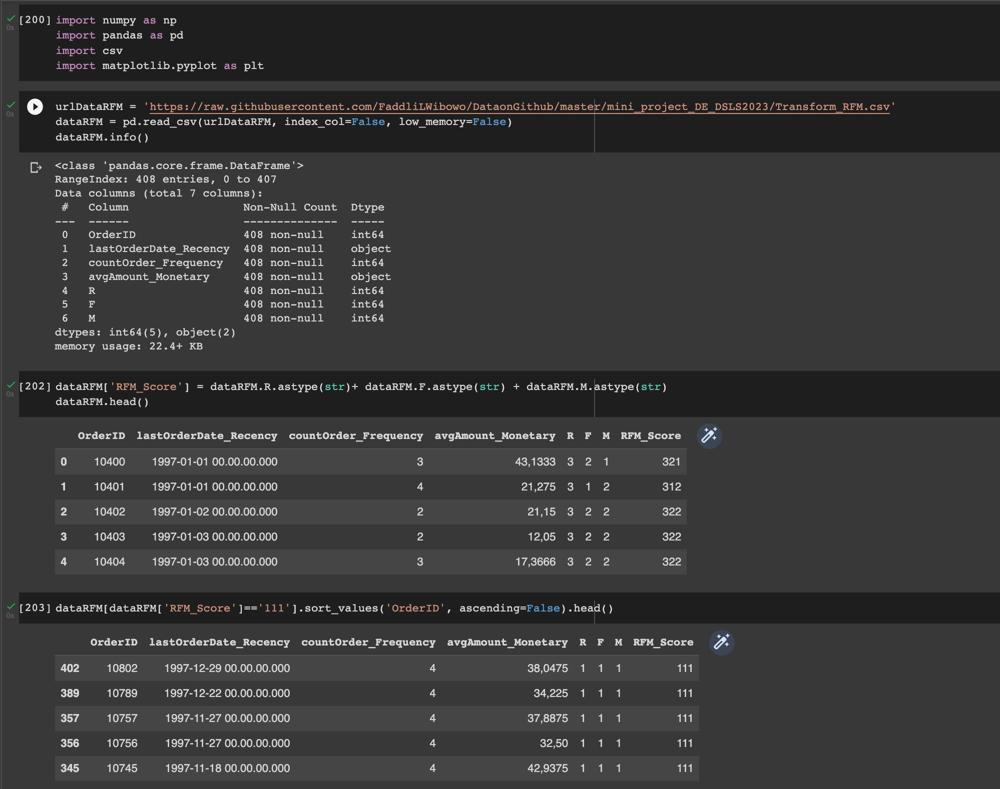 [200] import numpy as np
import pandas as pd
import csv
import matplotlib.pyplot as plt
0s
urlDataRFM = 'https://raw.githubusercontent.com/FaddliLWibowo/DataonGithub/master/mini_project_DE_DSLS2023/Transform_RFM.csv'
0s
dataRFM = pd.read_csv(urlDataRFM, index_col=False, low_memory=False)
dataRFM.info()
<class 'pandas.core.frame.DataFrame'>
RangeIndex: 408 entries, 0 to 407
Data columns (total 7 columns):
# Column Non-Null Count Dtype
--- ------ -------------- -----
0 OrderID 408 non-null int64
1 lastOrderDate_Recency 408 non-null object
2 countOrder_Frequency 408 non-null int64
3 avgAmount_Monetary 408 non-null object
4 R 408 non-null int64
5 F 408 non-null int64
6 M 408 non-null int64
dtypes: int64(5), object(2)
memory usage: 22.4+ KB
[202] dataRFM['RFM_Score'] = dataRFM.R.astype(str)+ dataRFM.F.astype(str) + dataRFM.M.astype(str)
0s
dataRFM.head()
OrderID lastOrderDate_Recency countOrder_Frequency avgAmount_Monetary R F M RFM_Score
0 10400 1997-01-01 00.00.00.000 3 43,1333 3 2 1 321
1 10401 1997-01-01 00.00.00.000 4 21,275 3 1 2 312
2 10402 1997-01-02 00.00.00.000 2 21,15 3 2 2 322
3 10403 1997-01-03 00.00.00.000 2 12,05 3 2 2 322
4 10404 1997-01-03 00.00.00.000 3 17,3666 3 2 2 322
[203] dataRFM[dataRFM['RFM_Score']=='111'].sort_values('OrderID', ascending=False).head()
0s
OrderID lastOrderDate_Recency countOrder_Frequency avgAmount_Monetary R F M RFM_Score
402 10802 1997-12-29 00.00.00.000 4 38,0475 1 1 1 111
389 10789 1997-12-22 00.00.00.000 4 34,225 1 1 1 111
357 10757 1997-11-27 00.00.00.000 4 37,8875 1 1 1 111
356 10756 1997-11-27 00.00.00.000 4 32,50 1 1 1 111
345 10745 1997-11-18 00.00.00.000 4 42,9375 1 1 1 111